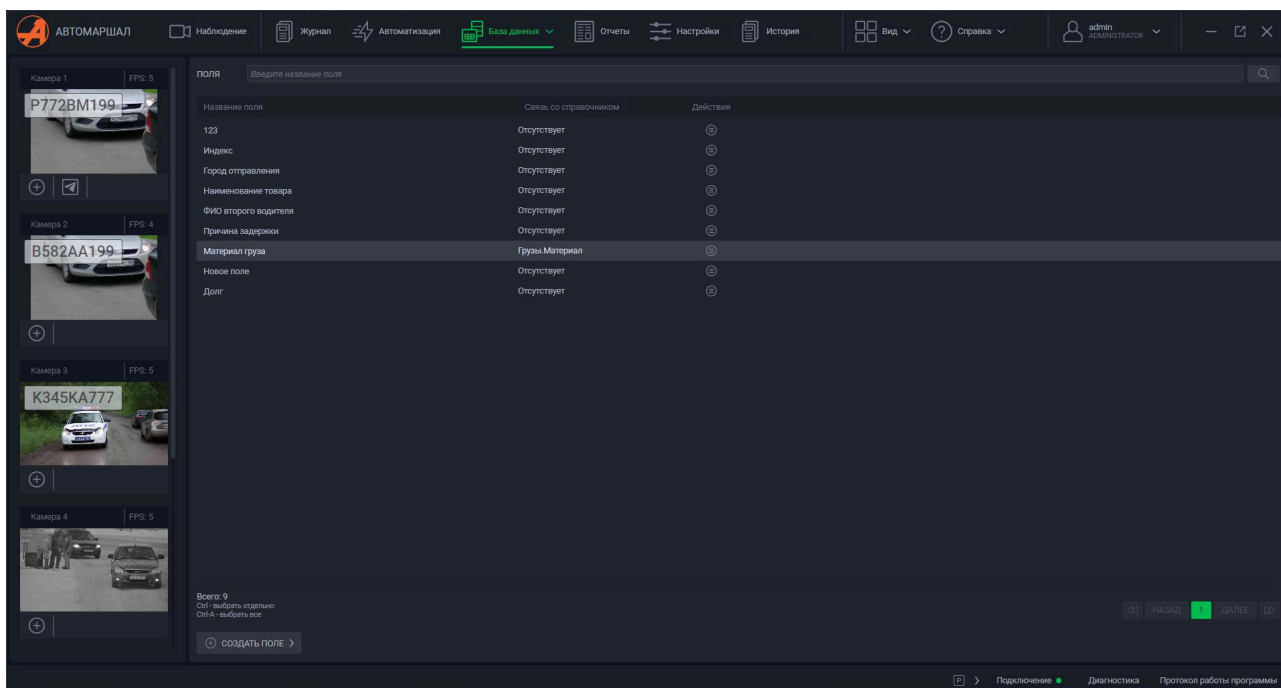 АВТОМАРШАЛ
Наблюдение
Журнал
Автоматизация
База данных
Отчеты
Настройки
История
Вид
Справка
admin
ADMINISTRATOR
Камера 1 FPS: 5
P772BM199
Камера 2 FPS: 4
B582AA199
Камера 3 FPS: 5
K345KA777
Камера 4 FPS: 5
ПОЛЯ Введите название поля
Название поля Связь со справочником Действия
123 Отсутствует
Индекс Отсутствует
Город отправления Отсутствует
Наименование товара Отсутствует
ФИО второго водителя Отсутствует
Причина задержки Отсутствует
Материал груза Грузы.Материал
Новое поле Отсутствует
Долг Отсутствует
Всего: 9
Ctrl - выбрать отдельно
Ctrl-A - выбрать все
НАЗАД 1 ДАЛЕЕ
СОЗДАТЬ ПОЛЕ
P Подключение Диагностика Протокол работы программы